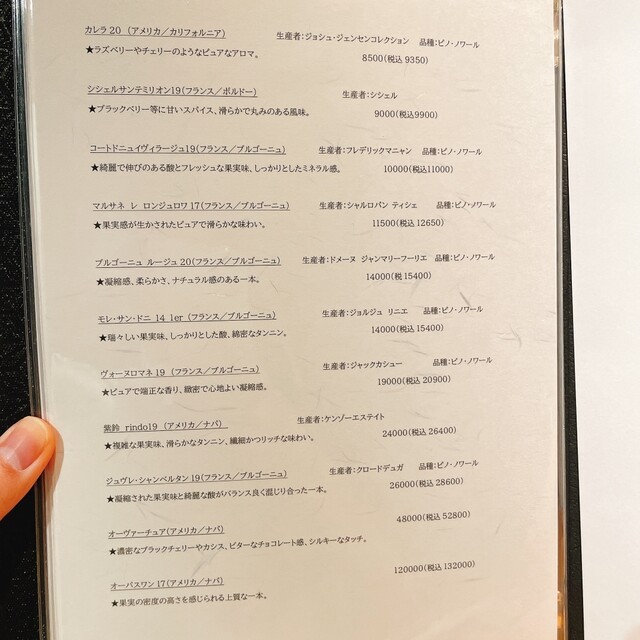 カレラ20 (アメリカ/カリフォルニア) 生産者:ジョシュ・ジェンセンコレクション 品種:ピノ・ノワール
★ラズベリーやチェリーのようなピュアなアロマ。 8500(税込 9350)
シシェルサンテミリオン19(フランス/ボルドー) 生産者:シシェル
★ブラックベリー等に甘いスパイス、滑らかで丸みのある風味。 9000(税込9900)
コートドニュイヴィラージュ19(フランス/ブルゴーニュ) 生産者:フレデリックマニャン 品種:ピノ・ノワール
★綺麗で伸びのある酸とフレッシュな果実味、しっかりとしたミネラル感。 10000(税込11000)
マルサネ レ ロンジュロワ 17(フランス/ブルゴーニュ) 生産者:シャルロパン ティシェ 品種:ピノ・ノワール
★果実感が生かされたピュアで滑らかな味わい。 11500(税込 12650)
ブルゴーニュ ルージュ 20(フランス/ブルゴーニュ) 生産者:ドメーヌ ジャンマリーフーリエ 品種:ピノ・ノワール
★凝縮感、柔らかさ、ナチュラル感のある一本。 14000(税 15400)
モレ・サン・ドニ 14 1er (フランス/ブルゴーニュ) 生産者:ジョルジュ リニエ 品種:ピノ・ノワール
★瑞々しい果実味、しっかりとした酸、綿密なタンニン。 14000(税込 15400)
ヴォーヌロマネ 19 (フランス/ブルゴーニュ) 生産者:ジャックカシュー 品種:ピノ・ノワール
★ピュアで端正な香り、緻密で心地よい凝縮感。 19000(税込 20900)
紫鈴 rindo19 (アメリカ/ナパ) 生産者:ケンゾーエステイト
★複雑な果実味、滑らかなタンニン、繊細かつリッチな味わい。 24000(税込 26400)
ジュヴレ・シャンベルタン 19(フランス/ブルゴーニュ) 生産者:クロードデュガ 品種:ピノ・ノワール
★凝縮された果実味と綺麗な酸がバランス良く混じり合った一本。 26000(税込 28600)
オーヴァーチュア(アメリカ/ナパ) 48000(税込 52800)
★濃密なブラックチェリーやカシス、ビターなチョコレート感、シルキーなタッチ。
オーパスワン 17(アメリカ/ナパ) 120000(税込 132000)
★果実の密度の高さを感じられる上質な一本。